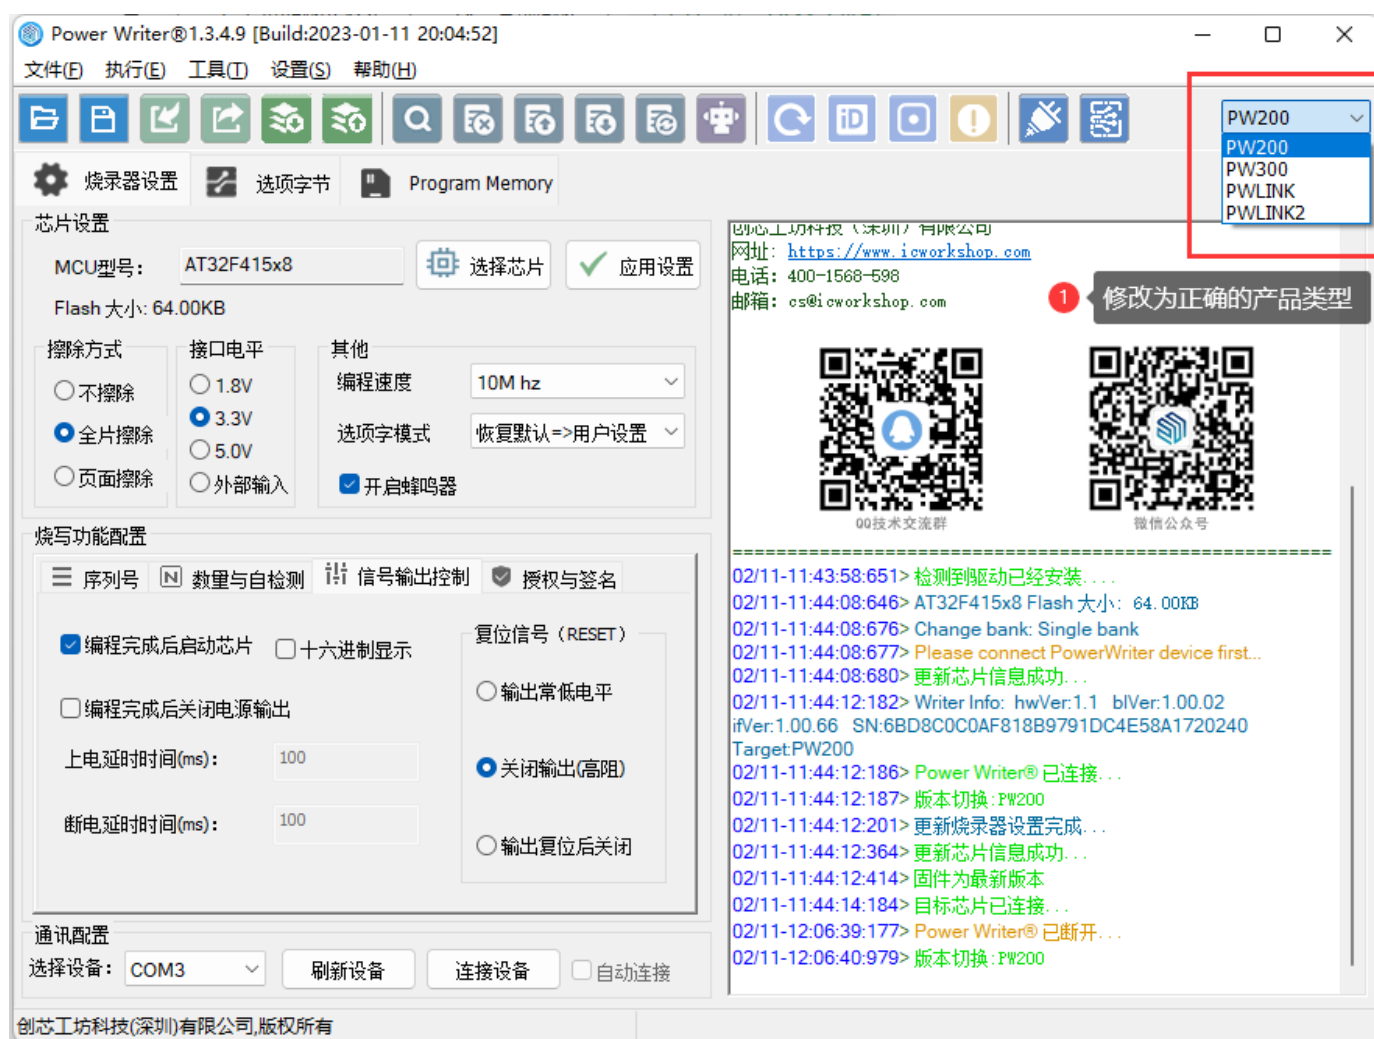 Power Writer®1.3.4.9 [Build:2023-01-11 20:04:52]
文件(F) 执行(E) 工具(T) 设置(S) 帮助(H)
PW200
PW200
PW300
PWLINK
PWLINK2
烧录器设置 选项字节 Program Memory
芯片设置
MCU型号： AT32F415x8 选择芯片 应用设置
Flash 大小: 64.00KB
擦除方式
不擦除
全片擦除
页面擦除
接口电平
1.8V
3.3V
5.0V
外部输入
其他
编程速度 10M hz
选项字模式 恢复默认=>用户设置
开启蜂鸣器
烧写功能配置
序列号 数量与自检测 信号输出控制 授权与签名
编程完成后启动芯片 十六进制显示
编程完成后关闭电源输出
上电延时时间(ms)： 100
断电延时时间(ms)： 100
复位信号（RESET）
输出常低电平
关闭输出(高阻)
输出复位后关闭
通讯配置
选择设备： COM3 刷新设备 连接设备 自动连接
创芯工坊科技(深圳)有限公司,版权所有
创芯工坊科技（深圳）有限公司
网址: https://www.icworkshop.com
电话: 400-1568-598
邮箱: cs@icworkshop.com
1 修改为正确的产品类型
QQ技术交流群 微信公众号
======================================================
02/11-11:43:58:651> 检测到驱动已经安装....
02/11-11:44:08:646> AT32F415x8 Flash 大小: 64.00KB
02/11-11:44:08:676> Change bank: Single bank
02/11-11:44:08:677> Please connect PowerWriter device first...
02/11-11:44:08:680> 更新芯片信息成功...
02/11-11:44:12:182> Writer Info: hwVer:1.1 blVer:1.00.02
ifVer:1.00.66 SN:6BD8C0C0AF818B9791DC4E58A1720240
Target:PW200
02/11-11:44:12:186> Power Writer® 已连接...
02/11-11:44:12:187> 版本切换:PW200
02/11-11:44:12:201> 更新烧录器设置完成...
02/11-11:44:12:364> 更新芯片信息成功...
02/11-11:44:12:414> 固件为最新版本
02/11-11:44:14:184> 目标芯片已连接...
02/11-12:06:39:177> Power Writer® 已断开...
02/11-12:06:40:979> 版本切换:PW200